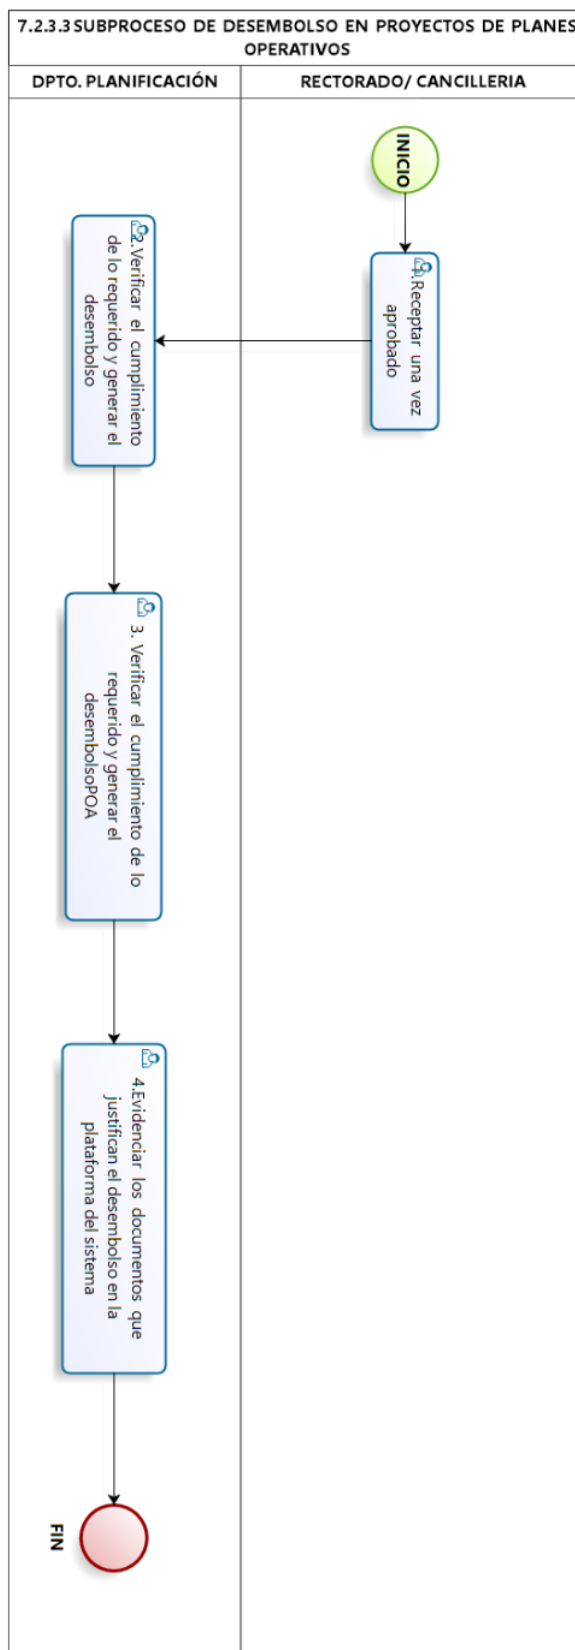 7.2.3.3 SUBPROCESO DE DESEMBOLSO EN PROYECTOS DE PLANES
OPERATIVOS
DPTO. PLANIFICACIÓN
RECTORADO/ CANCILLERIA
INICIO
1.Receptar una vez
aprobado
2.Verificar el cumplimiento
de lo requerido y generar el
desembolso
3. Verificar el cumplimiento de lo
requerido y generar el
desembolsoPOA
4.Evidenciar los documentos que
justifican el desembolso en la
plataforma del sistema
FIN